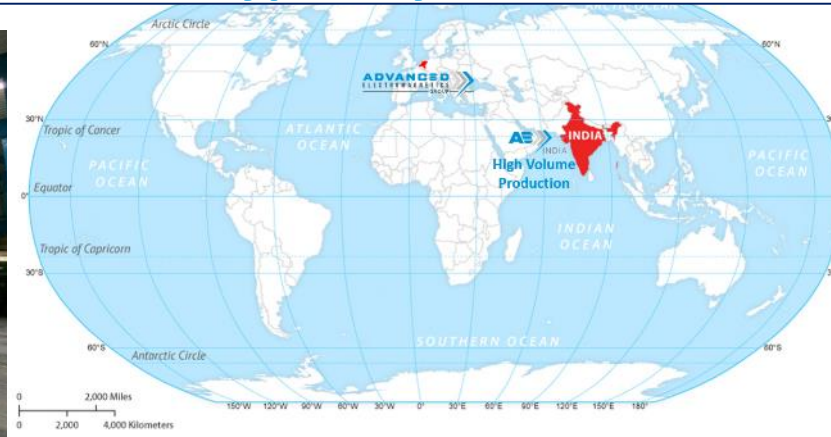 Arctic Circle
ARCTIC OCEAN
60°N
60°N
ADVANCED
ELECTROMAGNETICS
GROUP
30°N
Tropic of Cancer
ATLANTIC
OCEAN
AE
INDIA
INDIA
High Volume
Production
PACIFIC
OCEAN
PACIFIC
OCEAN
Equator
0°
INDIAN
OCEAN
Tropic of Capricorn
30°S
SOUTHERN OCEAN
60°S
60°S
Antarctic Circle
0 2,000 Miles
0 2,000 4,000 Kilometers
150°W 120°W 90°W 60°W 30°W 0° 30°E 60°E 90°E 120°E 150°E 180°